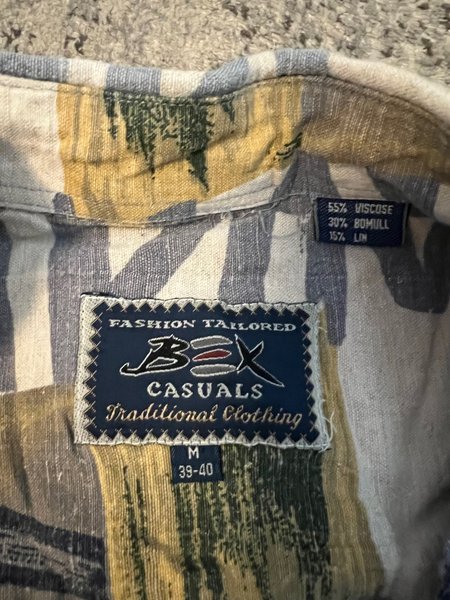 55% VISCOSE
30% BOMULL
15% LIN
FASHION TAILORED
BEX
CASUALS
Traditional Clothing
M
39-40